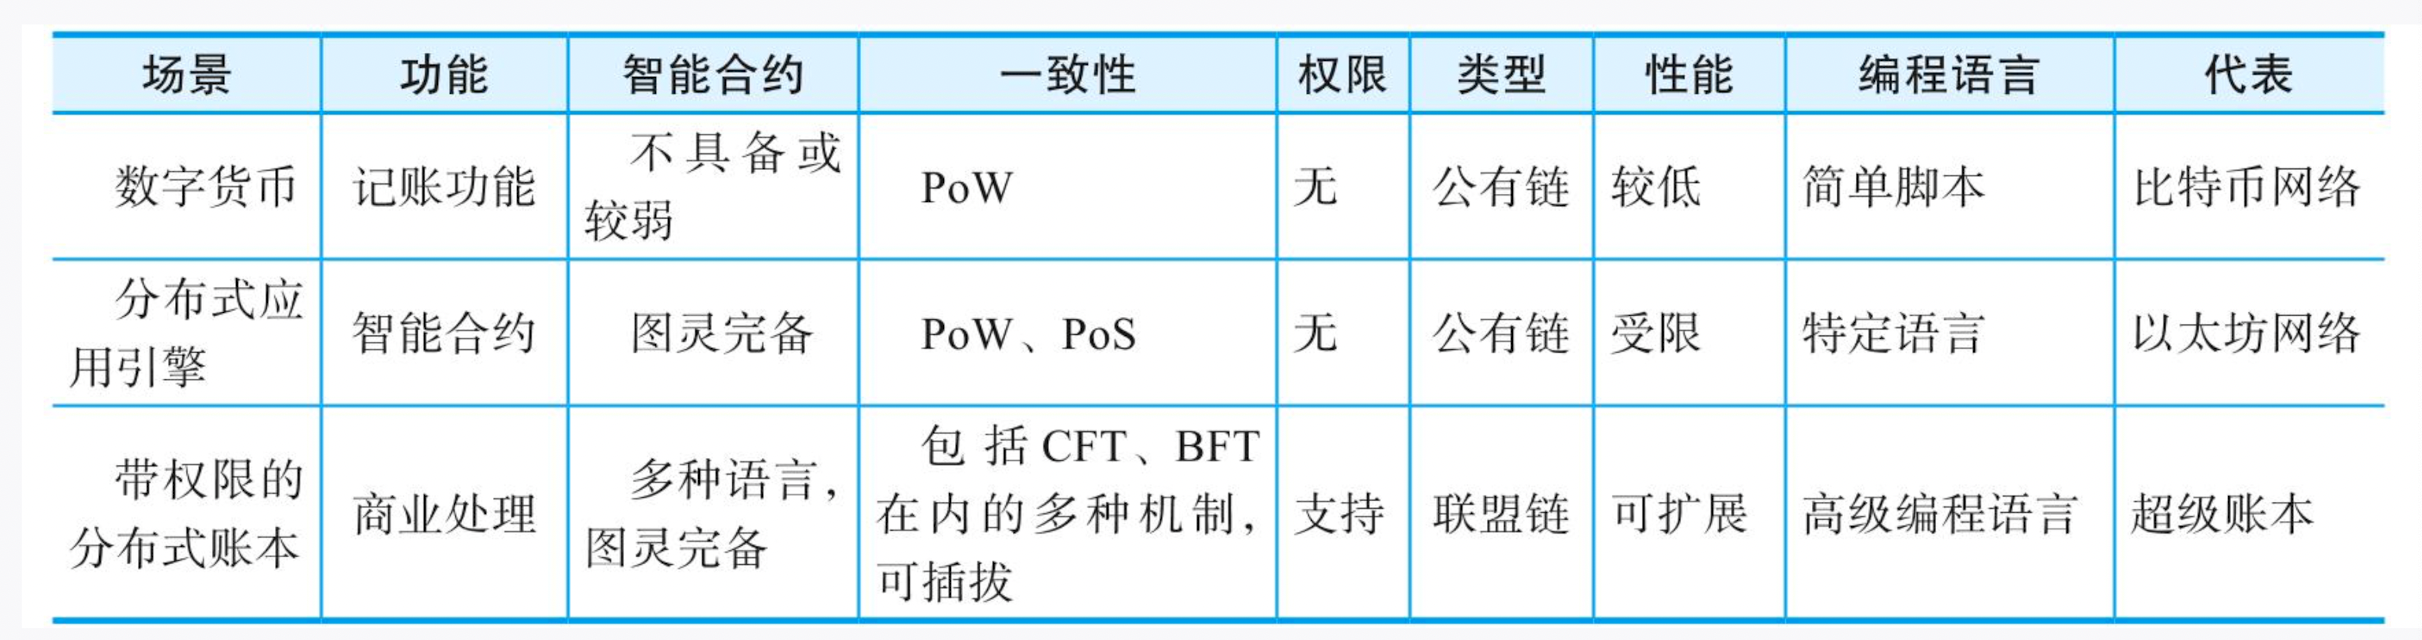 场景 功能 智能合约 一致性 权限 类型 性能 编程语言 代表
数字货币 记账功能 不具备或
较弱 PoW 无 公有链 较低 简单脚本 比特币网络
分布式应
用引擎 智能合约 图灵完备 PoW、PoS 无 公有链 受限 特定语言 以太坊网络
带权限的
分布式账本 商业处理 多种语言,
图灵完备 包括CFT、BFT
在内的多种机制,
可插拔 支持 联盟链 可扩展 高级编程语言 超级账本